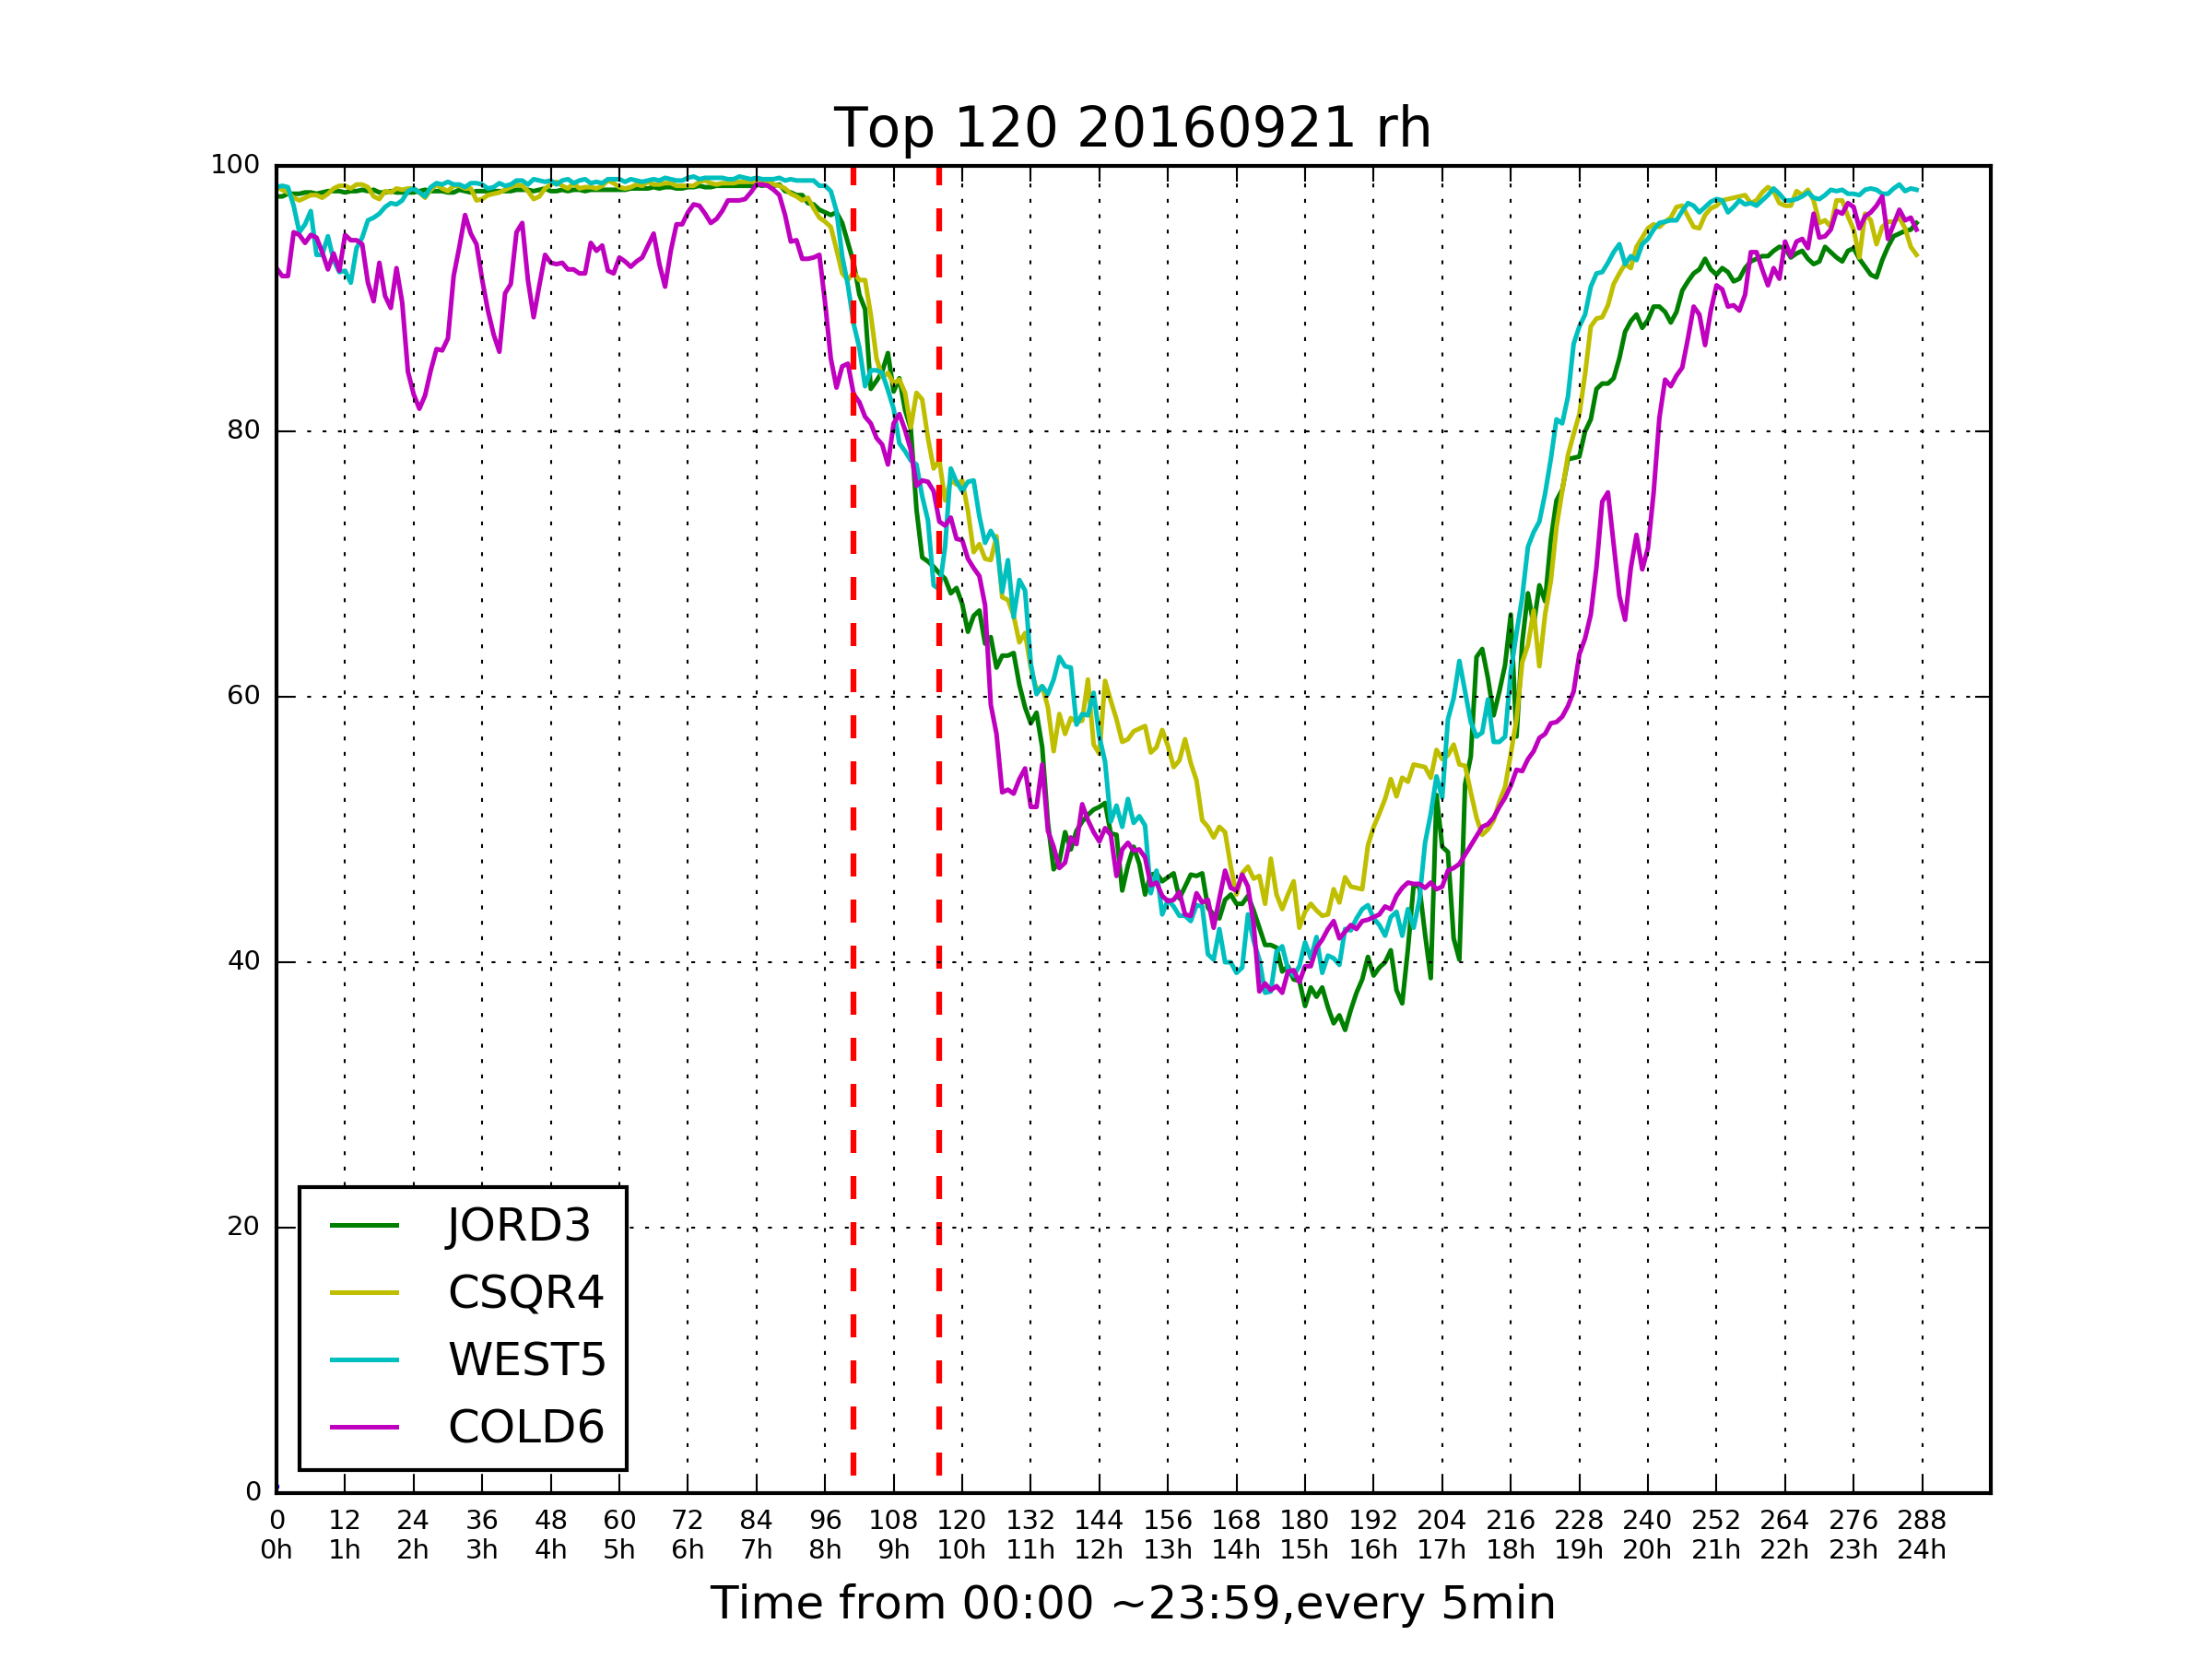 Top 120 20160921 rh
100
80
60
40
20
0
JORD3
CSQR4
WEST5
COLD6
0 12 24 36 48 60 72 84 96 108 120 132 144 156 168 180 192 204 216 228 240 252 264 276 288
0h 1h 2h 3h 4h 5h 6h 7h 8h 9h 10h 11h 12h 13h 14h 15h 16h 17h 18h 19h 20h 21h 22h 23h 24h
Time from 00:00 ~23:59,every 5min